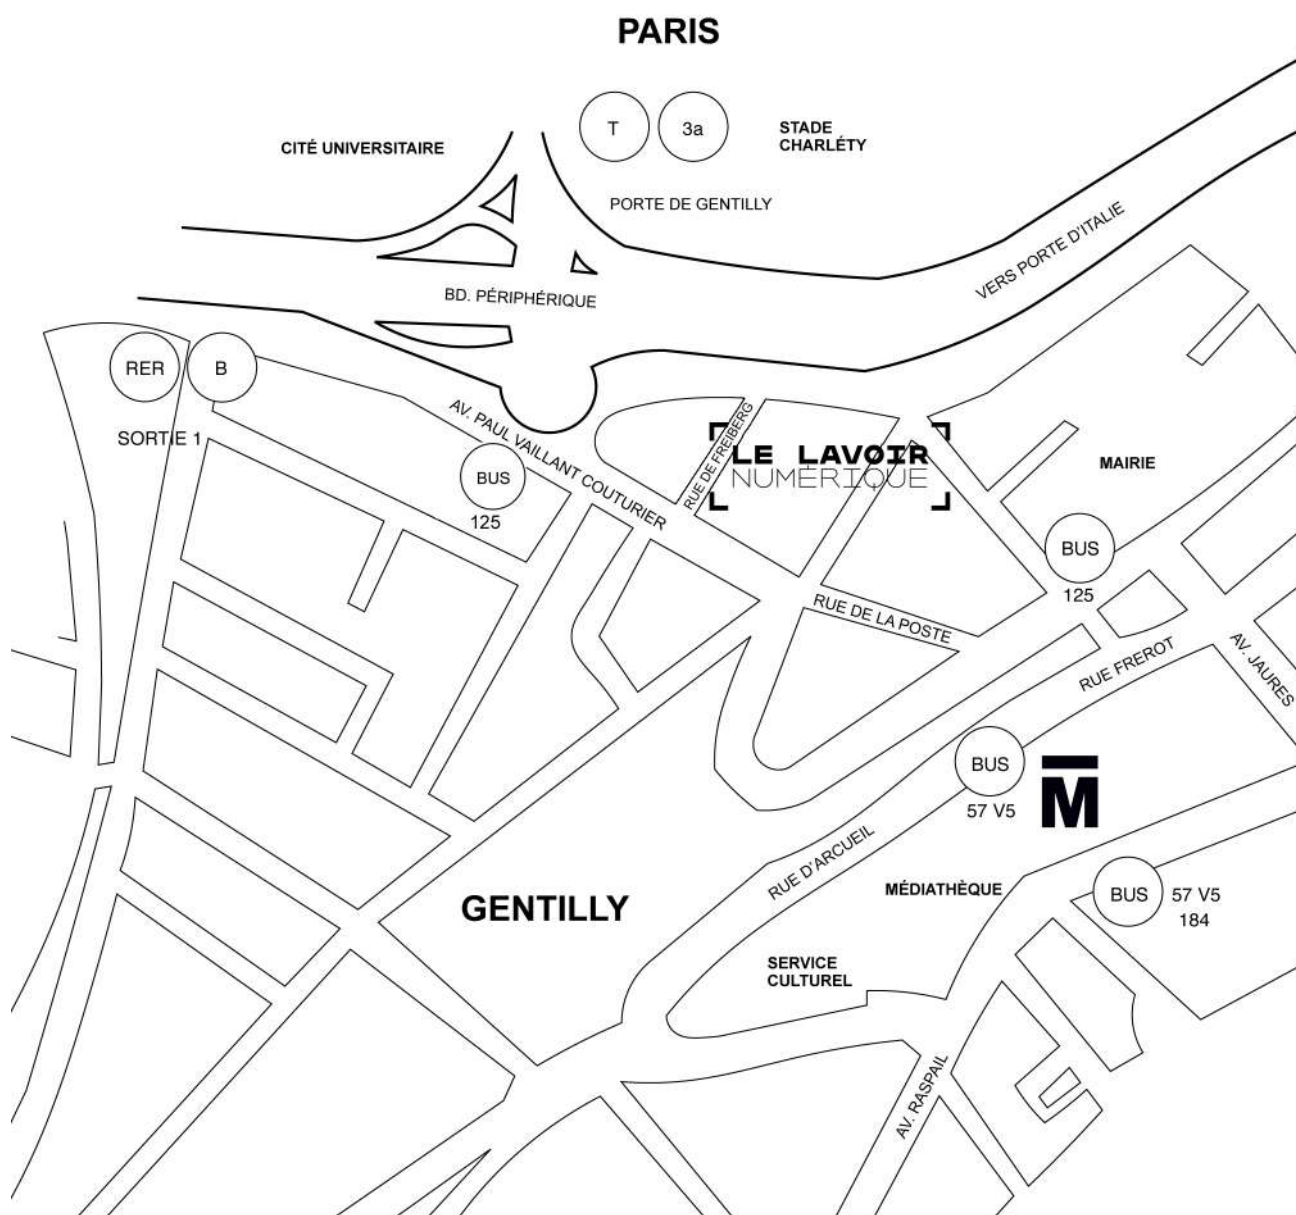 PARIS
T
3a
STADE
CHARLÉTY
CITÉ UNIVERSITAIRE
PORTE DE GENTILLY
VERS PORTE D'ITALIE
BD. PÉRIPHÉRIQUE
RER
B
SORTIE 1
AV. PAUL VAILLANT COUTURIER
BUS
125
RUE DE FREIBERG
LE LAVOIR
NUMÉRIQUE
MAIRIE
BUS
125
RUE DE LA POSTE
RUE FREROT
AV. JAURES
BUS
57 V5
M
RUE D'ARCUEIL
MÉDIATHÈQUE
BUS
57 V5
184
GENTILLY
SERVICE
CULTUREL
AV. RASPAIL